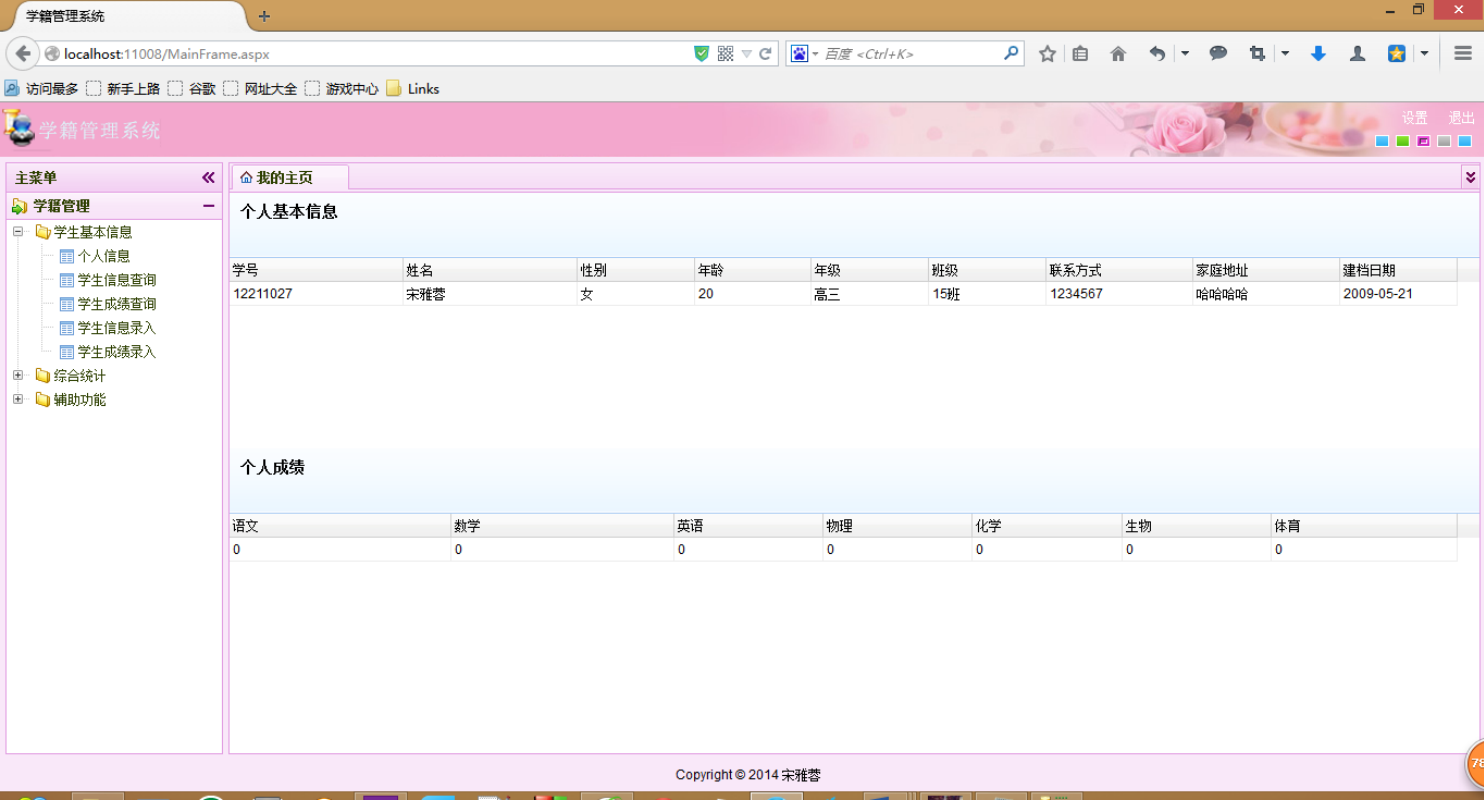 学籍管理系统
localhost:11008/MainFrame.aspx
百度 <Ctrl+K>
访问最多 新手上路 谷歌 网址大全 游戏中心 Links
学籍管理系统
设置 退出
主菜单
学籍管理
学生基本信息
个人信息
学生信息查询
学生成绩查询
学生信息录入
学生成绩录入
综合统计
辅助功能
我的主页
个人基本信息
学号 姓名 性别 年龄 年级 班级 联系方式 家庭地址 建档日期
12211027 宋雅蓉 女 20 高三 15班 1234567 哈哈哈哈 2009-05-21
个人成绩
语文 数学 英语 物理 化学 生物 体育
0 0 0 0 0 0 0
Copyright © 2014 宋雅蓉
78